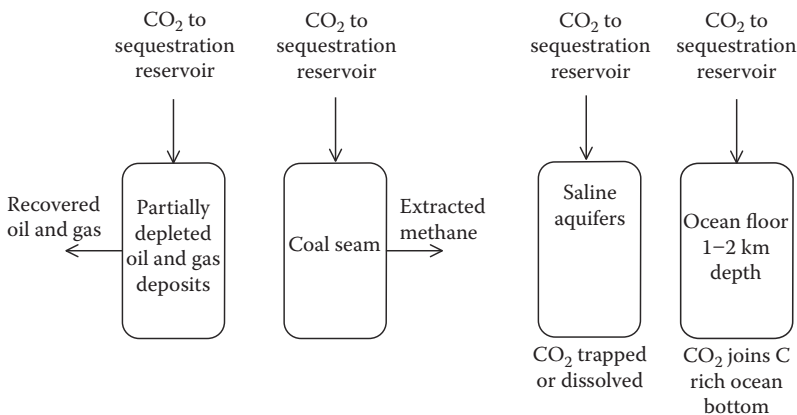 CO₂ to
sequestration
reservoir
CO₂ to
sequestration
reservoir
CO₂ to
sequestration
reservoir
CO₂ to
sequestration
reservoir
Recovered
oil and gas
Partially
depleted
oil and gas
deposits
Coal seam
Extracted
methane
Saline
aquifers
Ocean floor
1–2 km
depth
CO₂ trapped
or dissolved
CO₂ joins C
rich ocean
bottom